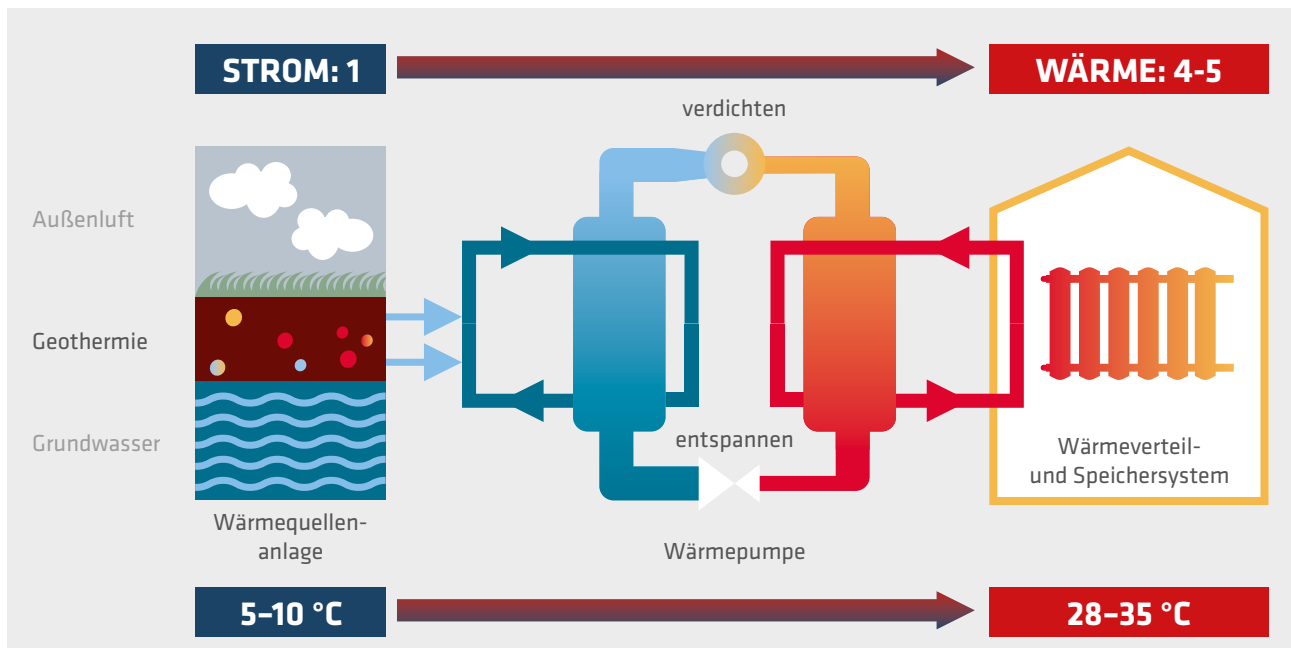 STROM: 1
WÄRME: 4-5
verdichten
Außenluft
Geothermie
Grundwasser
entspannen
Wärmeverteil-
und Speichersystem
Wärmequellen-
anlage
Wärmepumpe
5–10 °C
28–35 °C